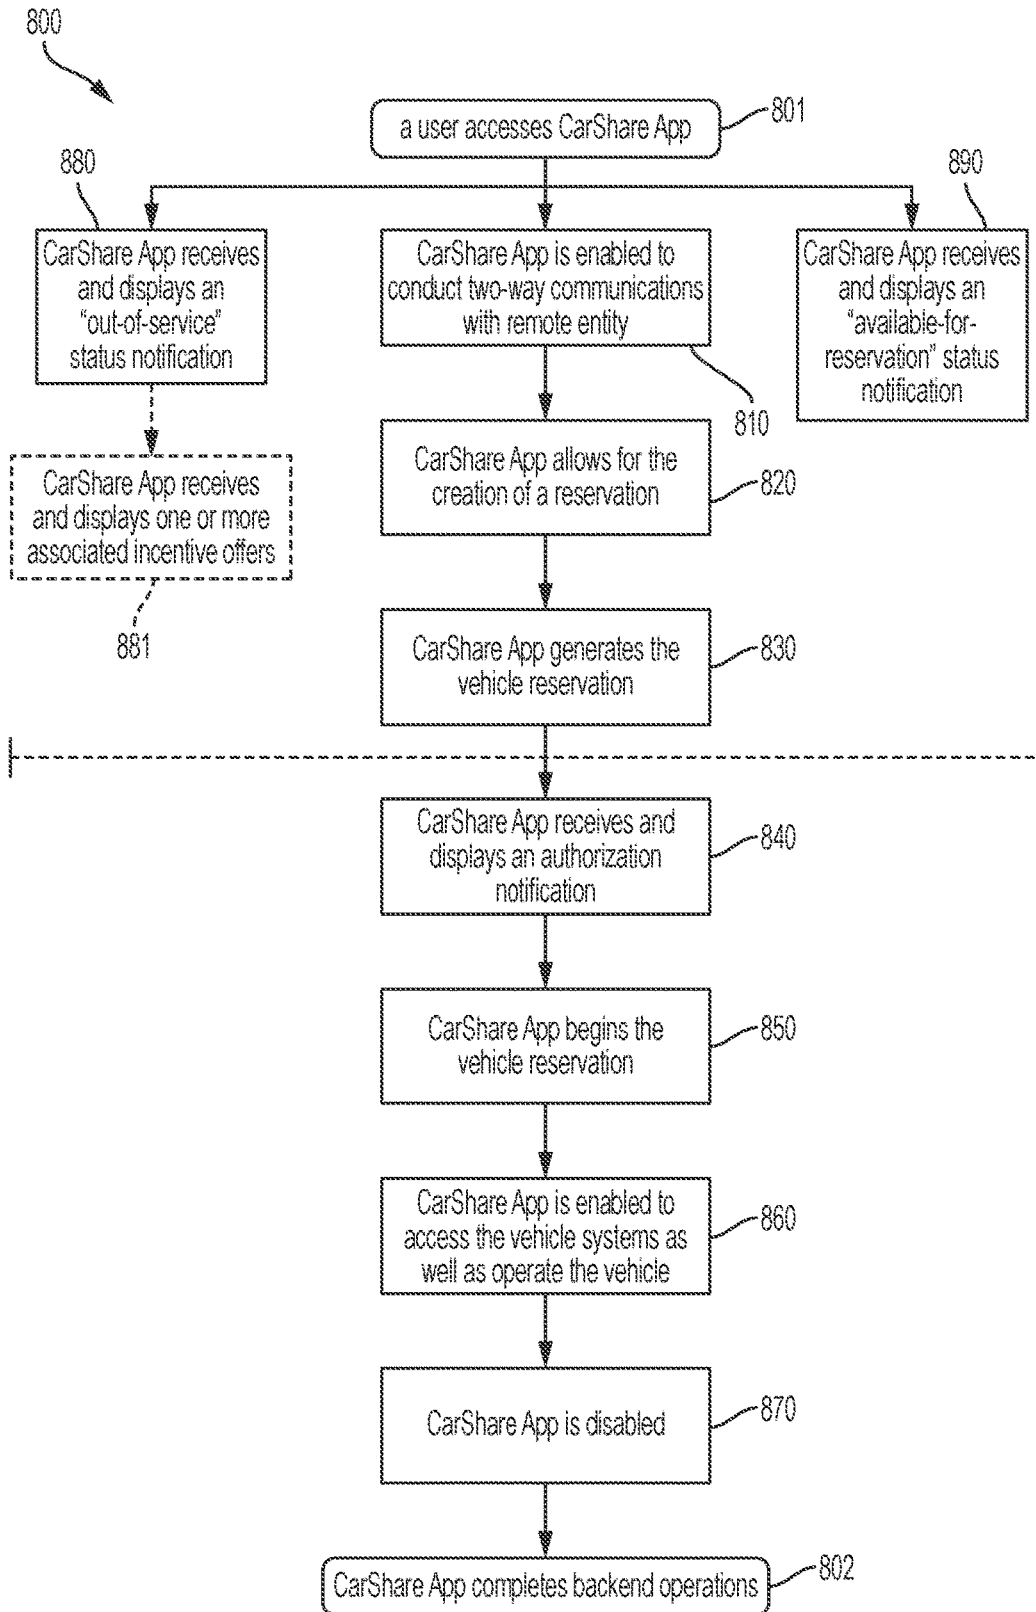 800
a user accesses CarShare App
801
880
CarShare App receives
and displays an
"out-of-service"
status notification
CarShare App is enabled to
conduct two-way communications
with remote entity
810
890
CarShare App receives
and displays an
"available-for-
reservation" status
notification
CarShare App receives
and displays one or more
associated incentive offers
881
CarShare App allows for the
creation of a reservation
820
CarShare App generates the
vehicle reservation
830
CarShare App receives and
displays an authorization
notification
840
CarShare App begins the
vehicle reservation
850
CarShare App is enabled to
access the vehicle systems as
well as operate the vehicle
860
CarShare App is disabled
870
CarShare App completes backend operations
802